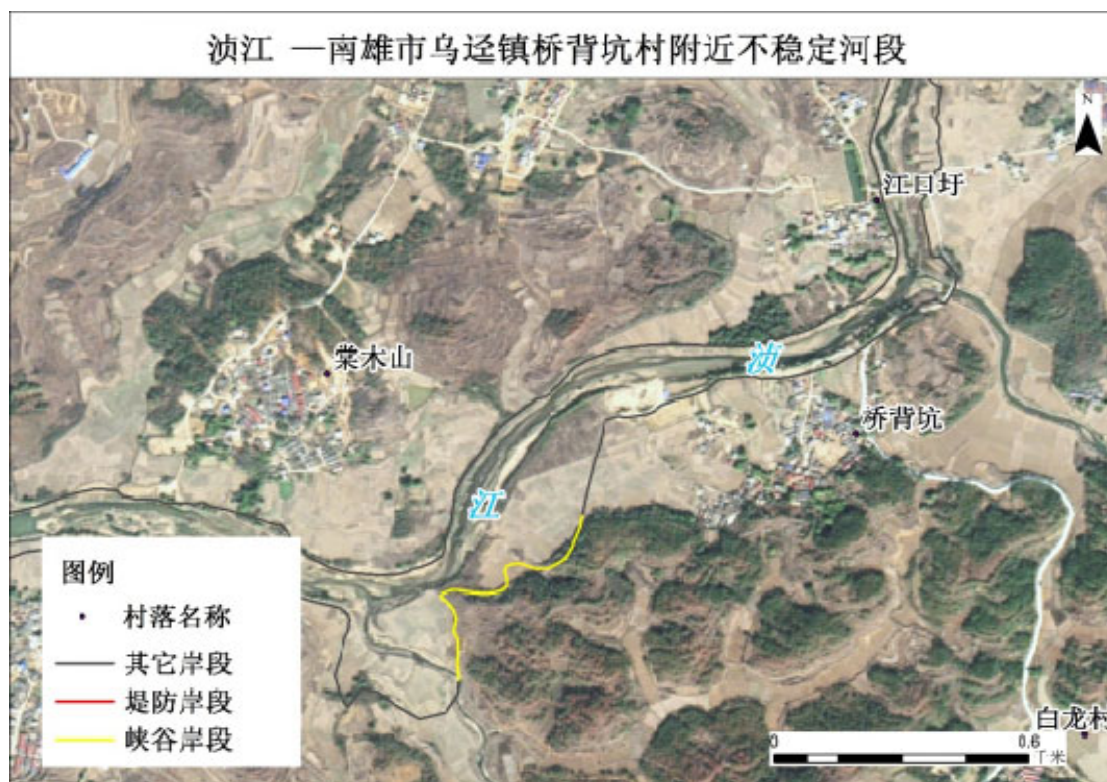 浈江 —南雄市乌迳镇桥背坑村附近不稳定河段
N
江口圩
浈
棠木山
桥背坑
江
图例
村落名称
其它岸段
堤防岸段
峡谷岸段
白龙村
0 0.6
千米